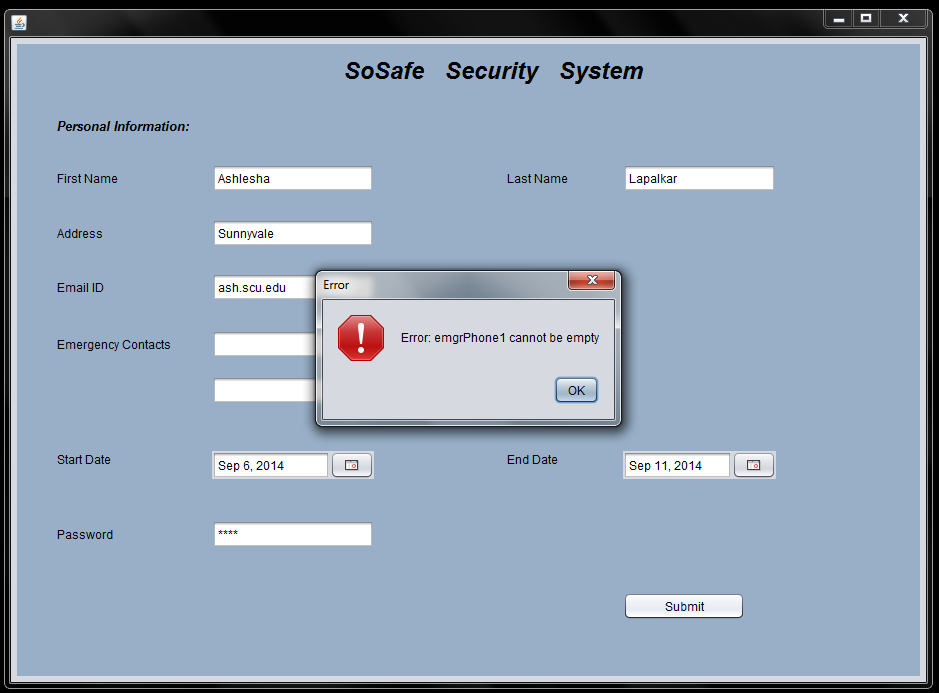 SoSafe Security System
Personal Information:
First Name Ashlesha Last Name Lapalkar
Address Sunnyvale
Email ID ash.scu.edu
Error
Error: emgrPhone1 cannot be empty
OK
Emergency Contacts
Start Date Sep 6, 2014 End Date Sep 11, 2014
Password ****
Submit